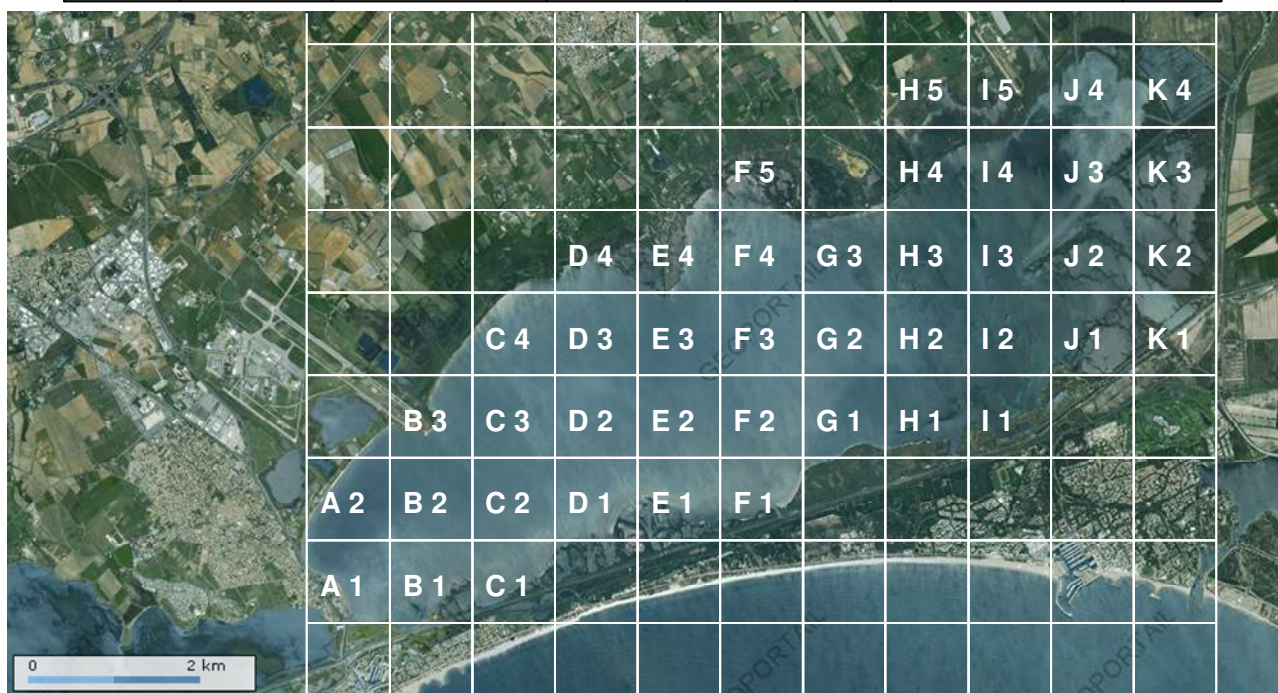 H 5 I 5 J 4 K 4
F 5 H 4 I 4 J 3 K 3
D 4 E 4 F 4 G 3 H 3 I 3 J 2 K 2
C 4 D 3 E 3 F 3 G 2 H 2 I 2 J 1 K 1
GEOPORTAIL
B 3 C 3 D 2 E 2 F 2 G 1 H 1 I 1
A 2 B 2 C 2 D 1 E 1 F 1
A 1 B 1 C 1
0 2 km